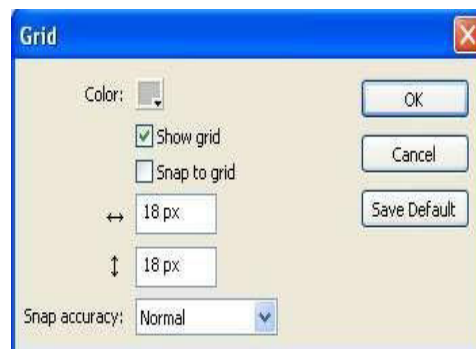 Grid
Color:
OK
Show grid
Cancel
Snap to grid
18 px
Save Default
18 px
Snap accuracy: Normal